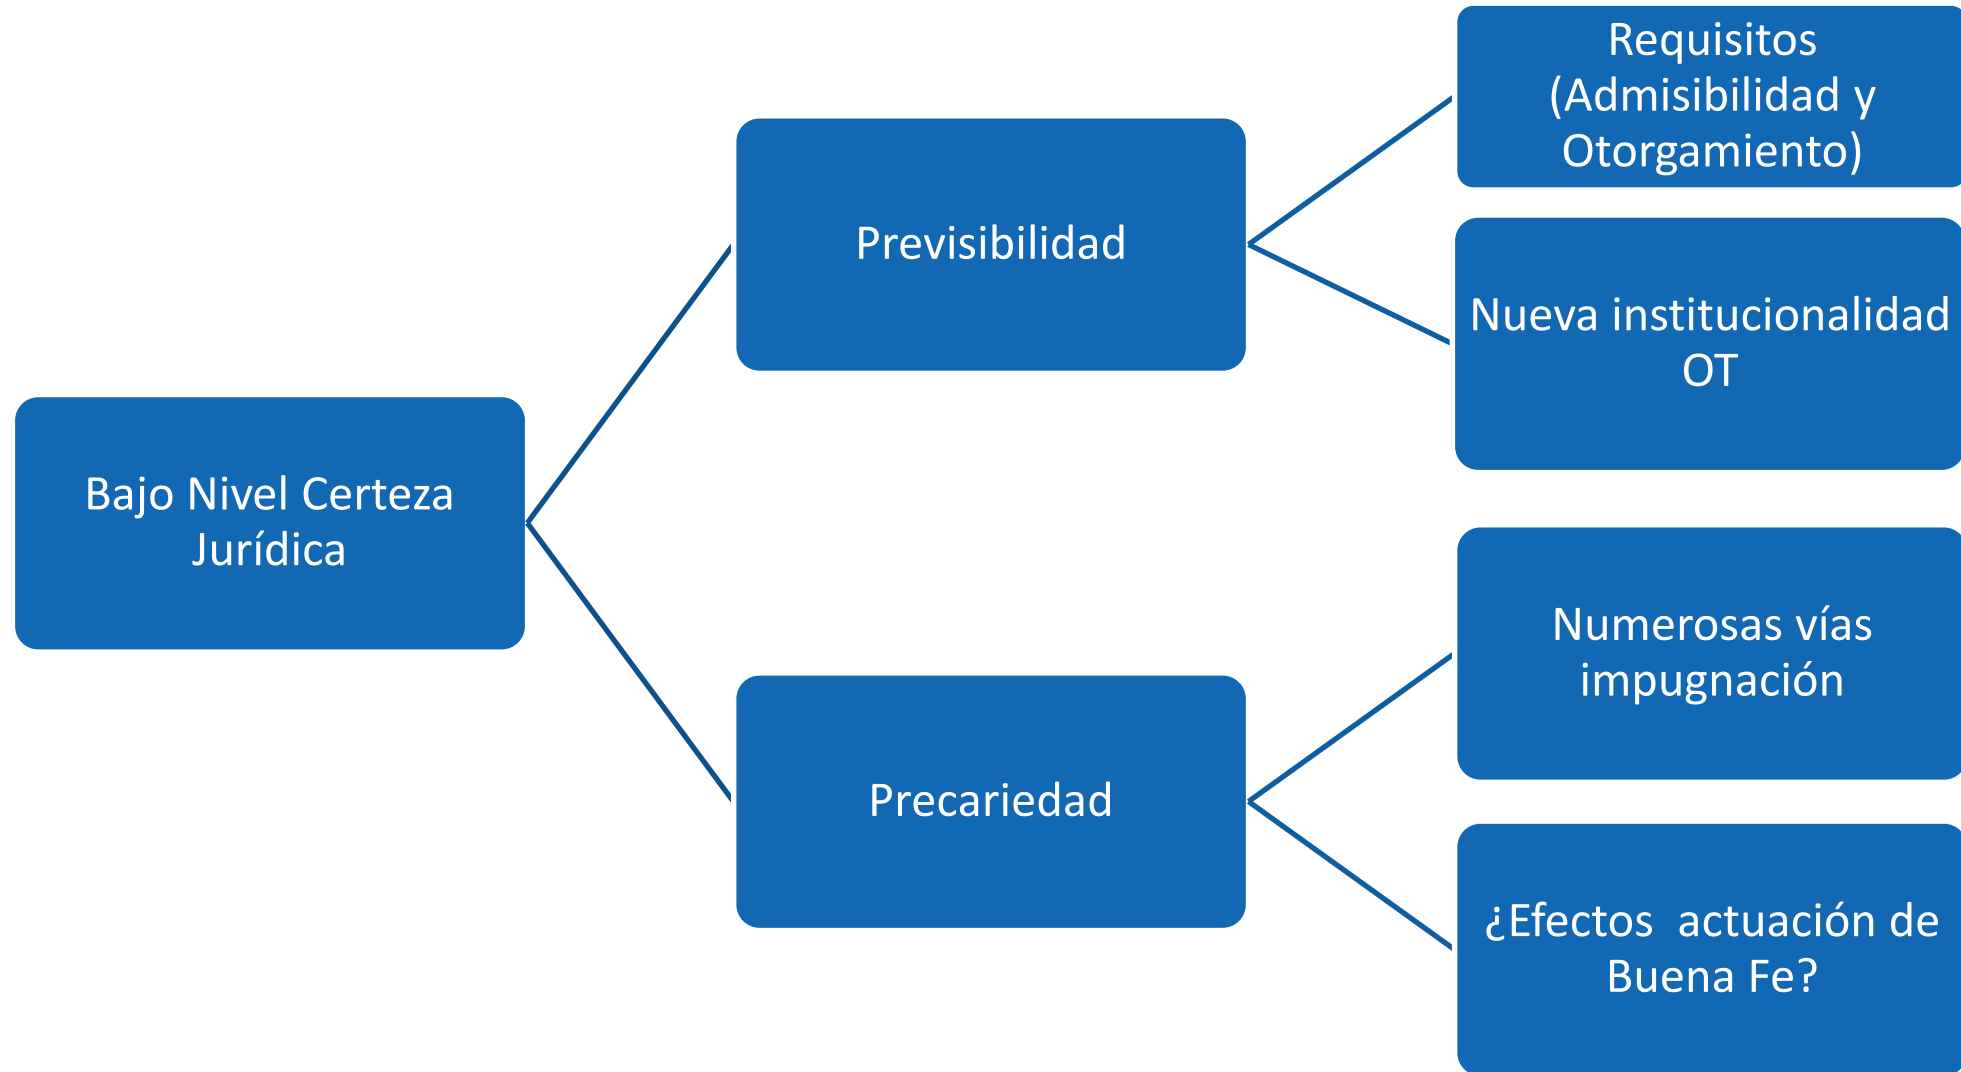 Bajo Nivel Certeza
Jurídica
Previsibilidad
Requisitos
(Admisibilidad y
Otorgamiento)
Nueva institucionalidad
OT
Precariedad
Numerosas vías
impugnación
¿Efectos  actuación de
Buena Fe?